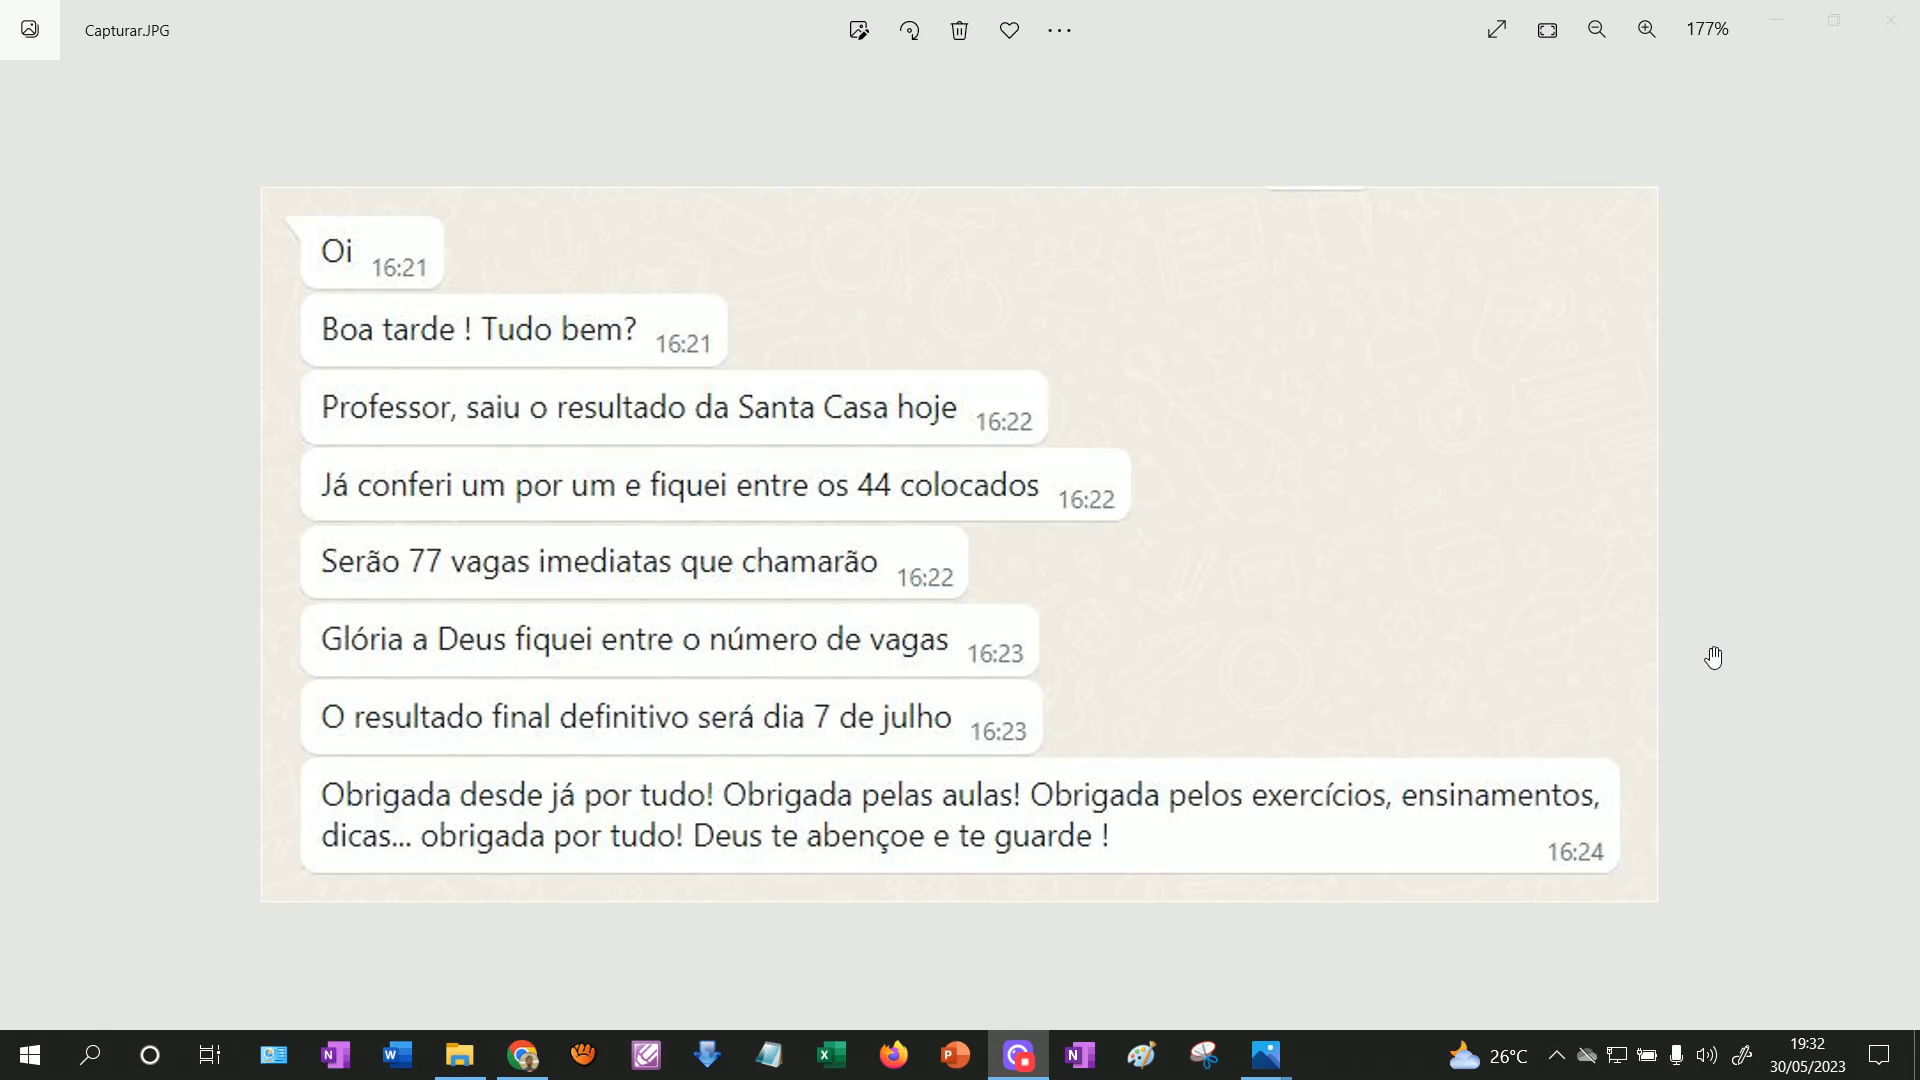 Capturar.JPG
177%
Oi 16:21
Boa tarde ! Tudo bem? 16:21
Professor, saiu o resultado da Santa Casa hoje 16:22
Já conferi um por um e fiquei entre os 44 colocados 16:22
Serão 77 vagas imediatas que chamarão 16:22
Glória a Deus fiquei entre o número de vagas 16:23
O resultado final definitivo será dia 7 de julho 16:23
Obrigada desde já por tudo! Obrigada pelas aulas! Obrigada pelos exercícios, ensinamentos,
dicas... obrigada por tudo! Deus te abençoe e te guarde !
16:24
26°C
19:32
30/05/2023